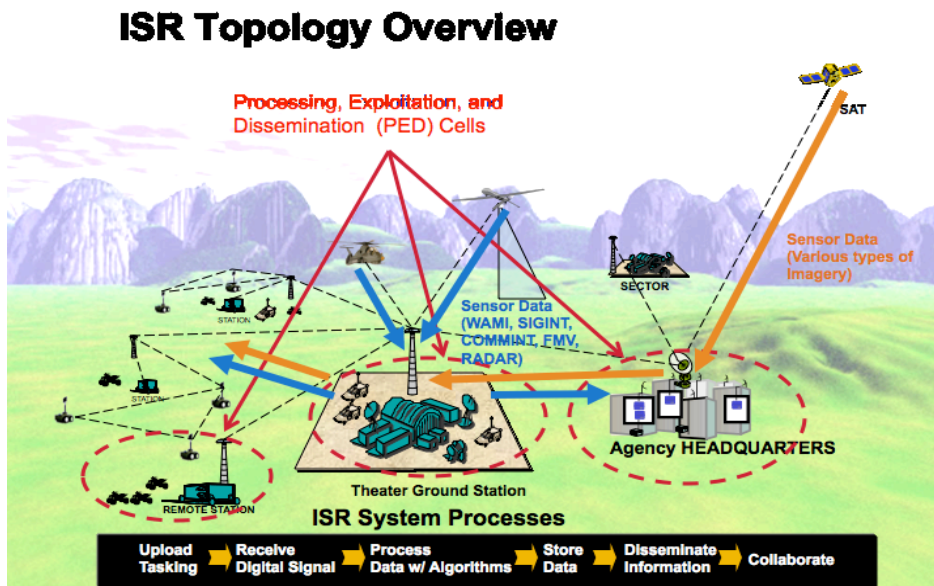 ISR Topology Overview
Processing, Exploitation, and
Dissemination (PED) Cells
SAT
Sensor Data
(Various types of
Imagery)
SECTOR
Sensor Data
(WAMI, SIGINT,
COMMINT, FMV,
RADAR)
STATION
STATION
Agency HEADQUARTERS
Theater Ground Station
REMOTE STATION
ISR System Processes
Upload
Tasking
Receive
Digital Signal
Process
Data w/ Algorithms
Store
Data
Disseminate
Information
Collaborate